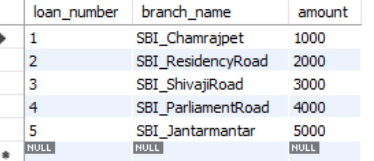 loan_number branch_name amount
1 SBI_Chamrajpet 1000
2 SBI_ResidencyRoad 2000
3 SBI_ShivajiRoad 3000
4 SBI_ParliamentRoad 4000
5 SBI_Jantarmantar 5000
NULL NULL NULL